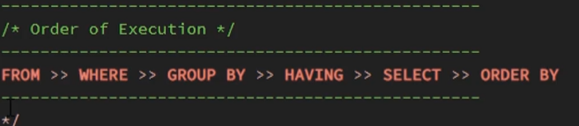 ------------------------------------------------
/* Order of Execution */
------------------------------------------------
FROM >> WHERE >> GROUP BY >> HAVING >> SELECT >> ORDER BY
------------------------------------------------
*/